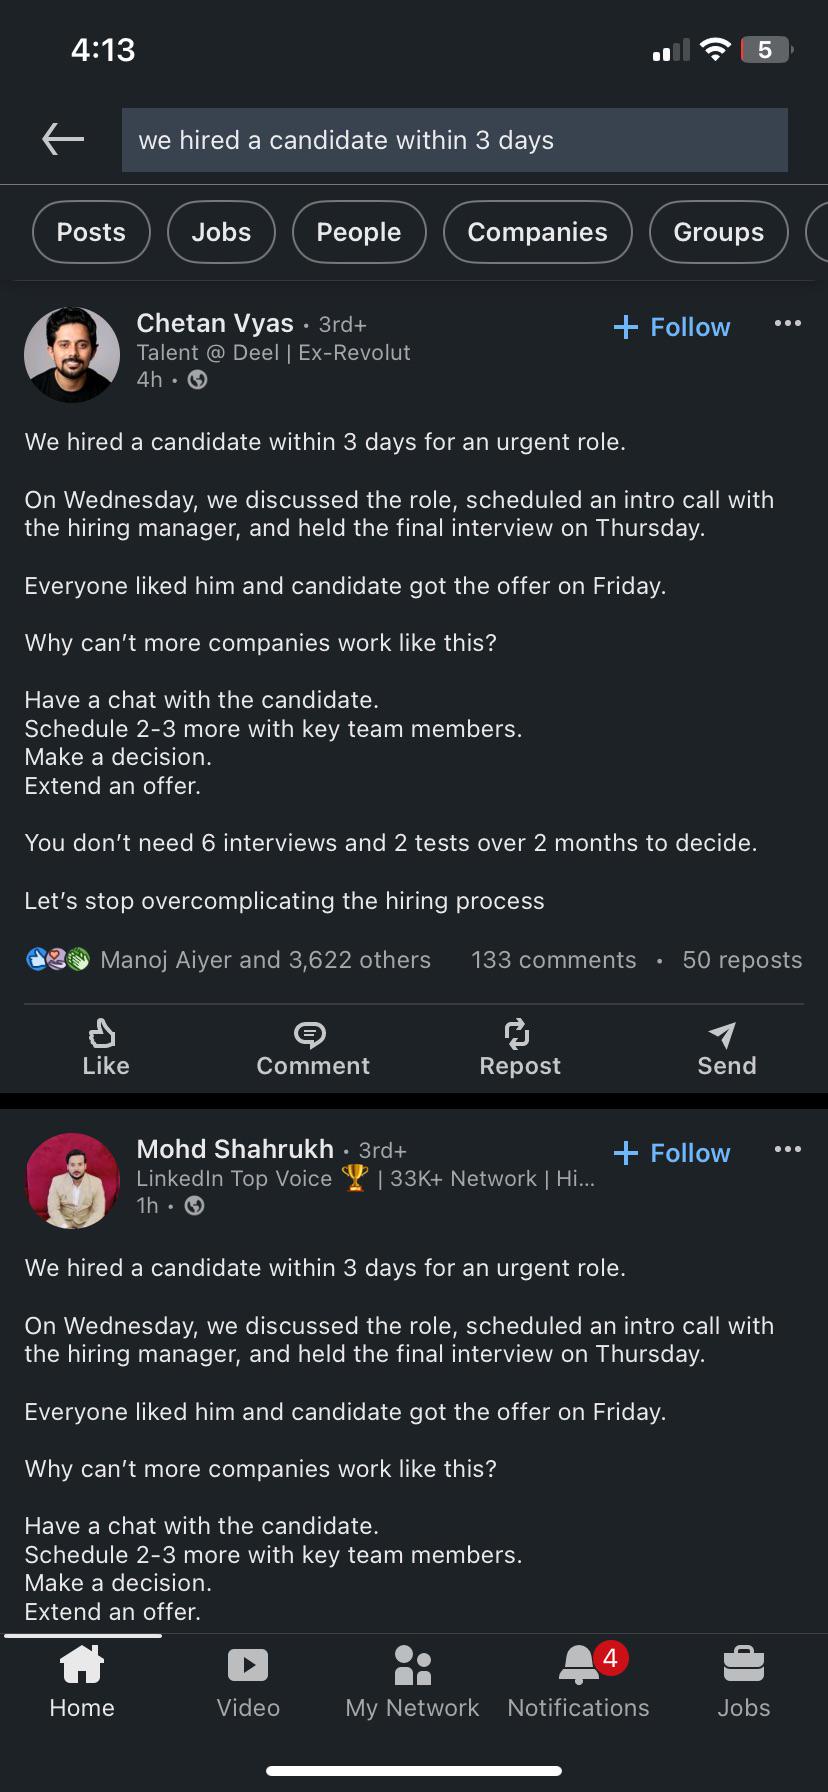 4:13
5
we hired a candidate within 3 days
Posts
Jobs
People
Companies
Groups
Chetan Vyas • 3rd+
+ Follow
Talent @ Deel | Ex-Revolut
4h •
We hired a candidate within 3 days for an urgent role.
On Wednesday, we discussed the role, scheduled an intro call with
the hiring manager, and held the final interview on Thursday.
Everyone liked him and candidate got the offer on Friday.
Why can’t more companies work like this?
Have a chat with the candidate.
Schedule 2-3 more with key team members.
Make a decision.
Extend an offer.
You don’t need 6 interviews and 2 tests over 2 months to decide.
Let’s stop overcomplicating the hiring process
Manoj Aiyer and 3,622 others
133 comments • 50 reposts
Like
Comment
Repost
Send
Mohd Shahrukh • 3rd+
+ Follow
LinkedIn Top Voice 🏆 | 33K+ Network | Hi...
1h •
We hired a candidate within 3 days for an urgent role.
On Wednesday, we discussed the role, scheduled an intro call with
the hiring manager, and held the final interview on Thursday.
Everyone liked him and candidate got the offer on Friday.
Why can’t more companies work like this?
Have a chat with the candidate.
Schedule 2-3 more with key team members.
Make a decision.
Extend an offer.
4
Home
Video
My Network
Notifications
Jobs